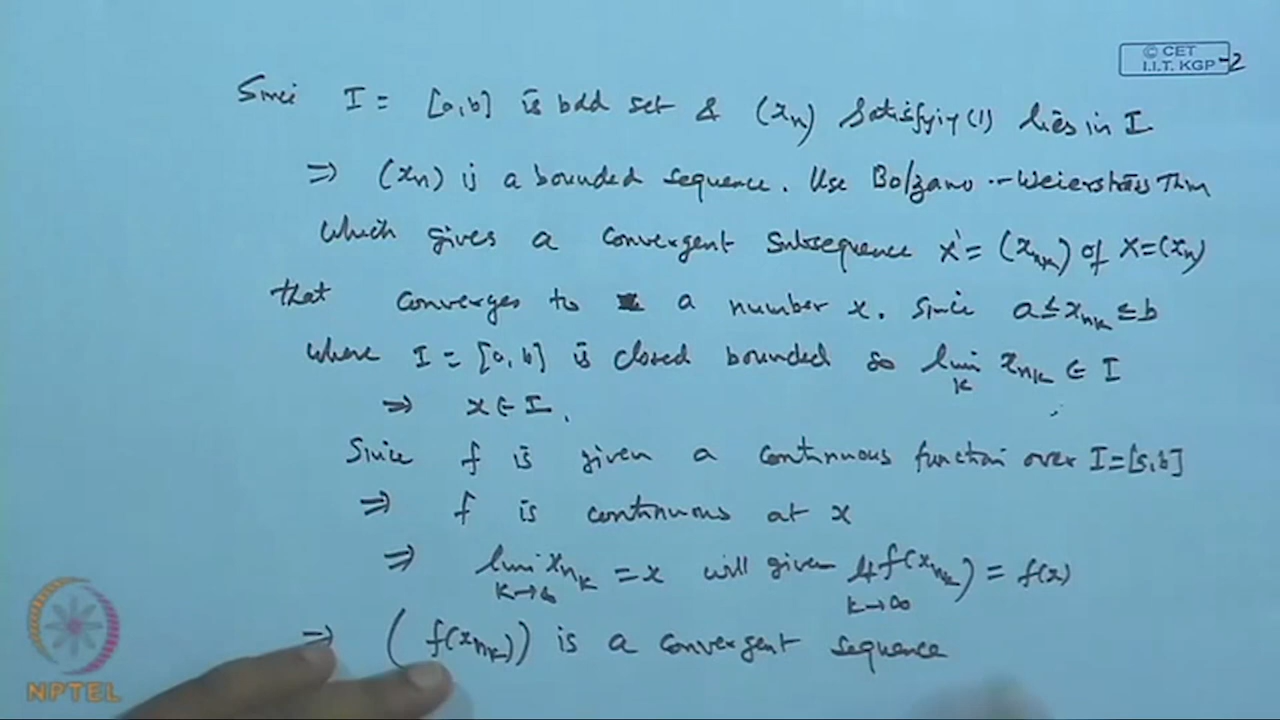 © CET
I.I.T. KGP -2
Since I = [a,b] is bdd set & (xn) Satisfyig (1) lies in I
⇒ (xn) is a bounded sequence. Use Bolzano - Weierstrass Thm
Which gives a convergent Subsequence X' = (xnk) of X=(xn)
that converges to a number x. Since a≤xnk≤b
Where I = [a,b] is closed bounded so lim k xnk ∈ I
⇒ x∈I.
Since f is given a continuous function over I=[a,b]
⇒ f is continuous at x
⇒ lim k→∞ xnk = x will given lt k→∞ f(xnk) = f(x)
⇒ (f(xnk)) is a convergent sequence
NPTEL